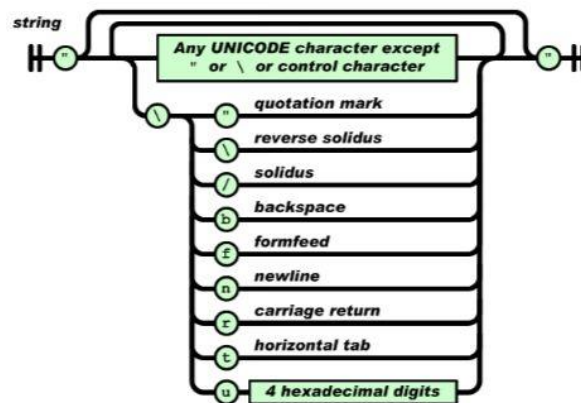 string
"
Any UNICODE character except
" or \ or control character
"
\
" quotation mark
\ reverse solidus
/ solidus
b backspace
f formfeed
n newline
r carriage return
t horizontal tab
u 4 hexadecimal digits